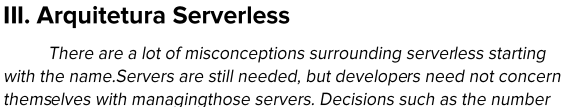 III. Arquitetura Serverless
There are a lot of misconceptions surrounding serverless starting
with the name.Servers are still needed, but developers need not concern
themselves with managingthose servers. Decisions such as the number